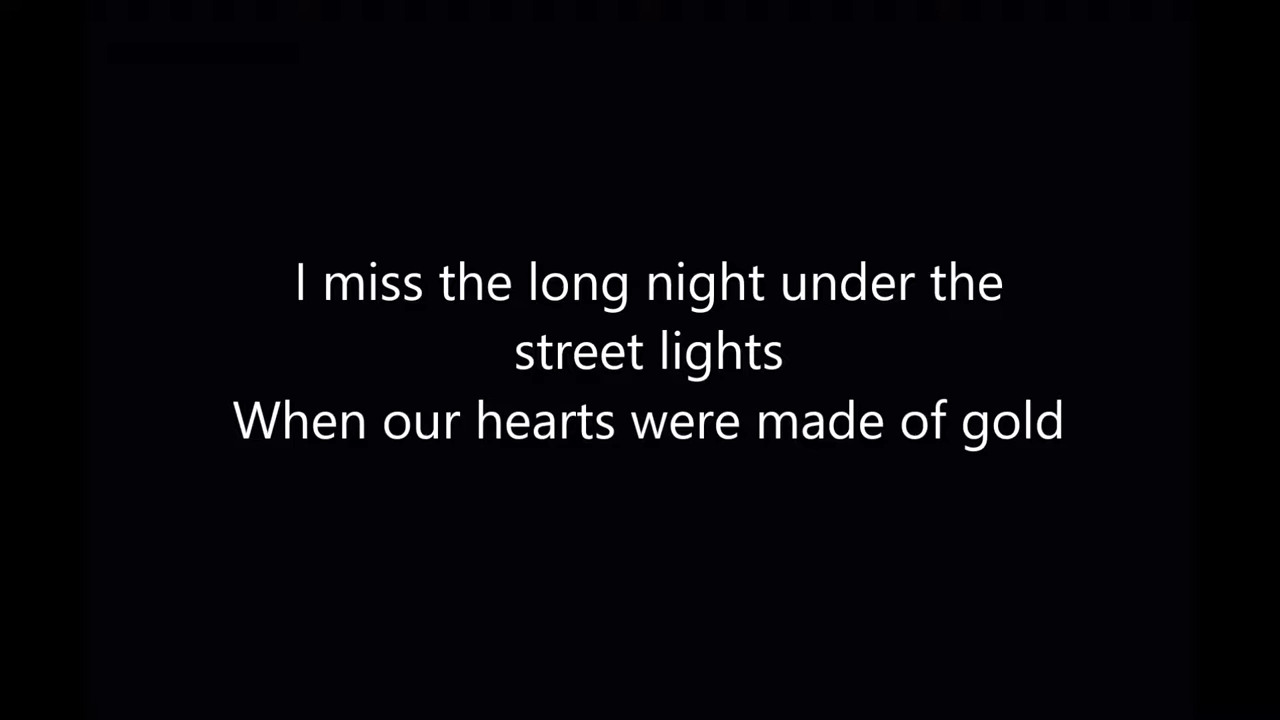 I miss the long night under the
street lights
When our hearts were made of gold